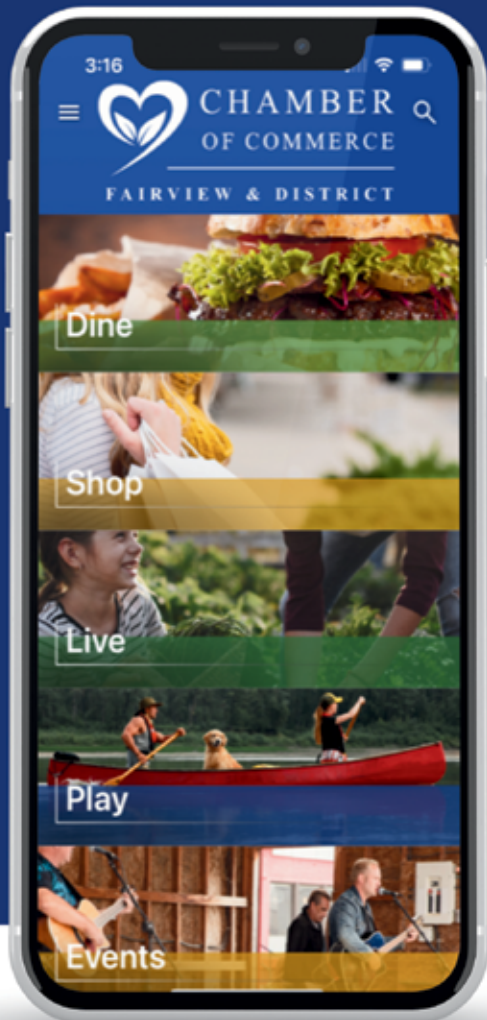 3:16
CHAMBER
OF COMMERCE
FAIRVIEW & DISTRICT
Dine
Shop
Live
Play
Events